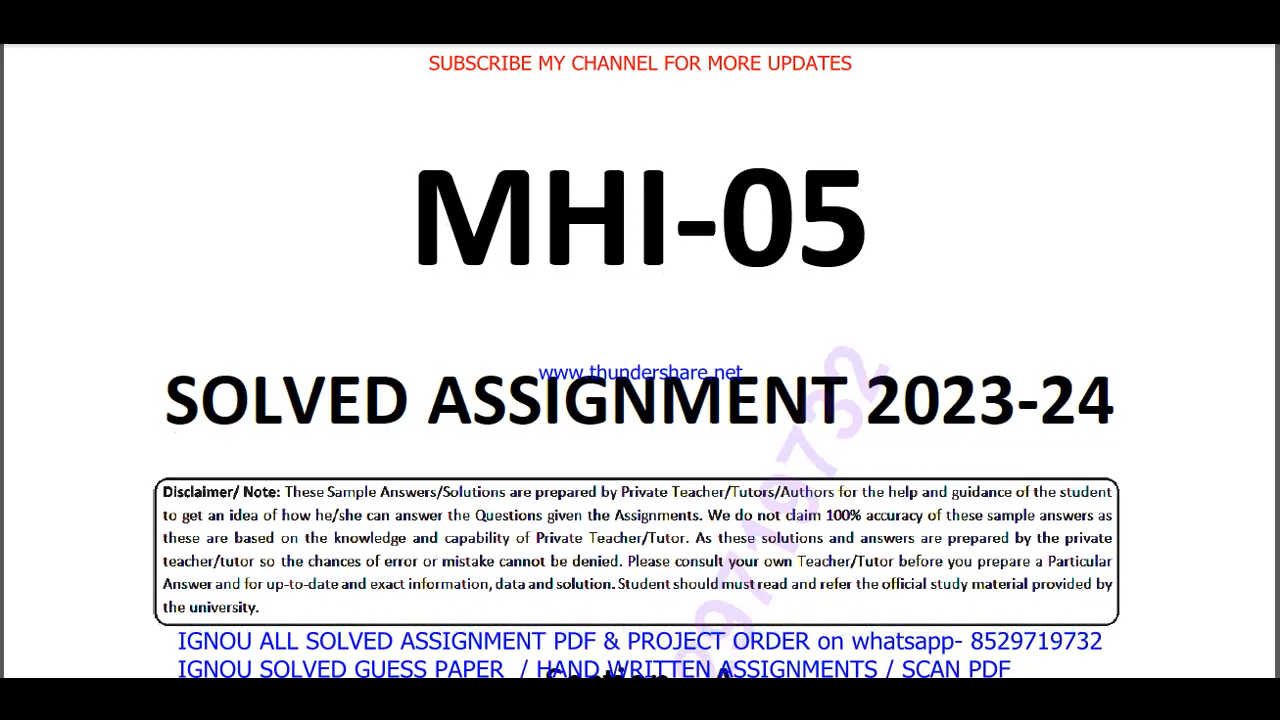 SUBSCRIBE MY CHANNEL FOR MORE UPDATES
MHI-05
www.thundershare.net
SOLVED ASSIGNMENT 2023-24
Disclaimer/ Note: These Sample Answers/Solutions are prepared by Private Teacher/Tutors/Authors for the help and guidance of the student
to get an idea of how he/she can answer the Questions given the Assignments. We do not claim 100% accuracy of these sample answers as
these are based on the knowledge and capability of Private Teacher/Tutor. As these solutions and answers are prepared by the private
teacher/tutor so the chances of error or mistake cannot be denied. Please consult your own Teacher/Tutor before you prepare a Particular
Answer and for up-to-date and exact information, data and solution. Student should must read and refer the official study material provided by
the university.
IGNOU ALL SOLVED ASSIGNMENT PDF & PROJECT ORDER on whatsapp- 8529719732
IGNOU SOLVED GUESS PAPER / HAND WRITTEN ASSIGNMENTS / SCAN PDF